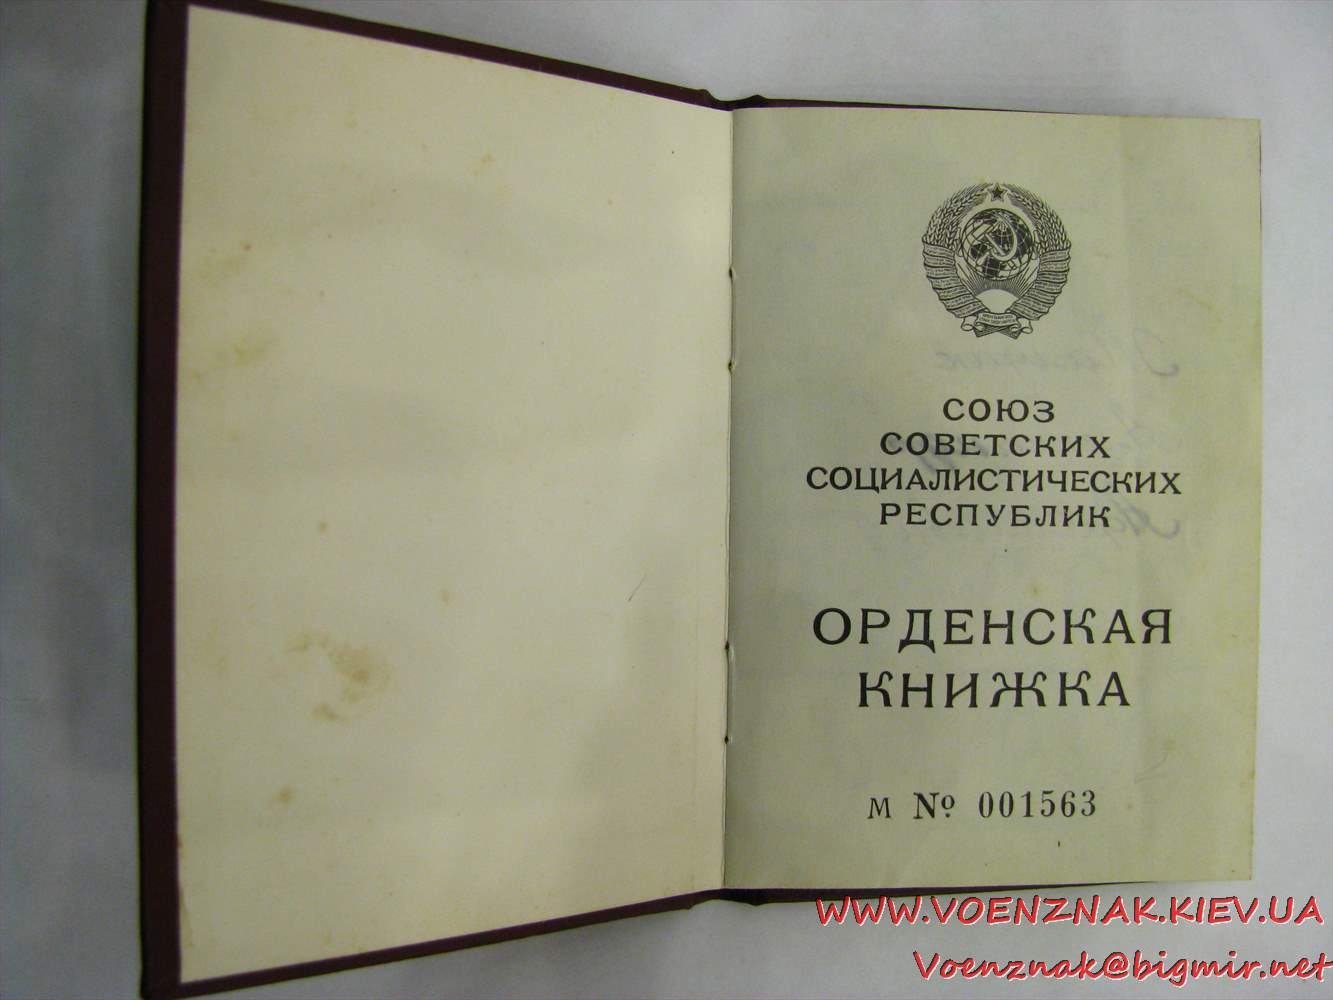 СОЮЗ
СОВЕТСКИХ
СОЦИАЛИСТИЧЕСКИХ
РЕСПУБЛИК
ОРДЕНСКАЯ
КНИЖКА
М № 001563
WWW.VOENZNAK.KIEV.UA
Voenznak@bigmir.net